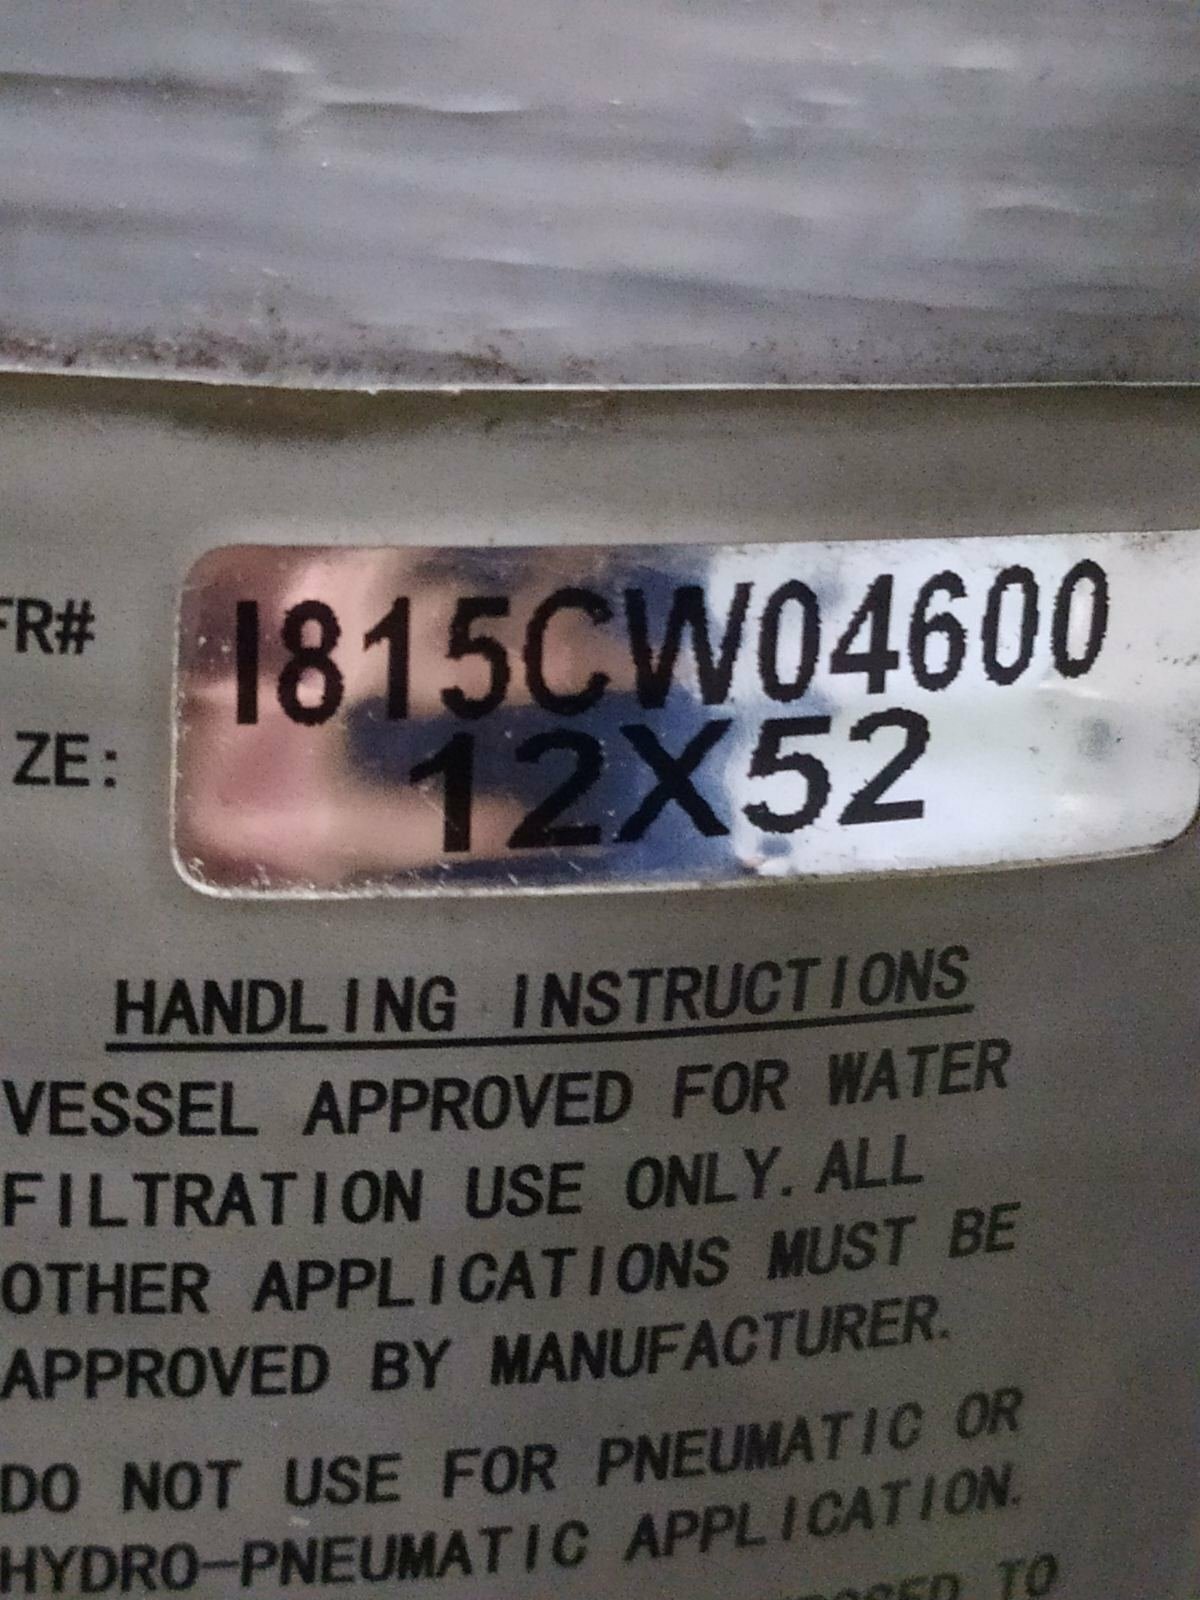 FR# I815CW04600
ZE: 12X52
HANDLING INSTRUCTIONS
VESSEL APPROVED FOR WATER
FILTRATION USE ONLY. ALL
OTHER APPLICATIONS MUST BE
APPROVED BY MANUFACTURER.
DO NOT USE FOR PNEUMATIC OR
HYDRO-PNEUMATIC APPLICATION.
TO